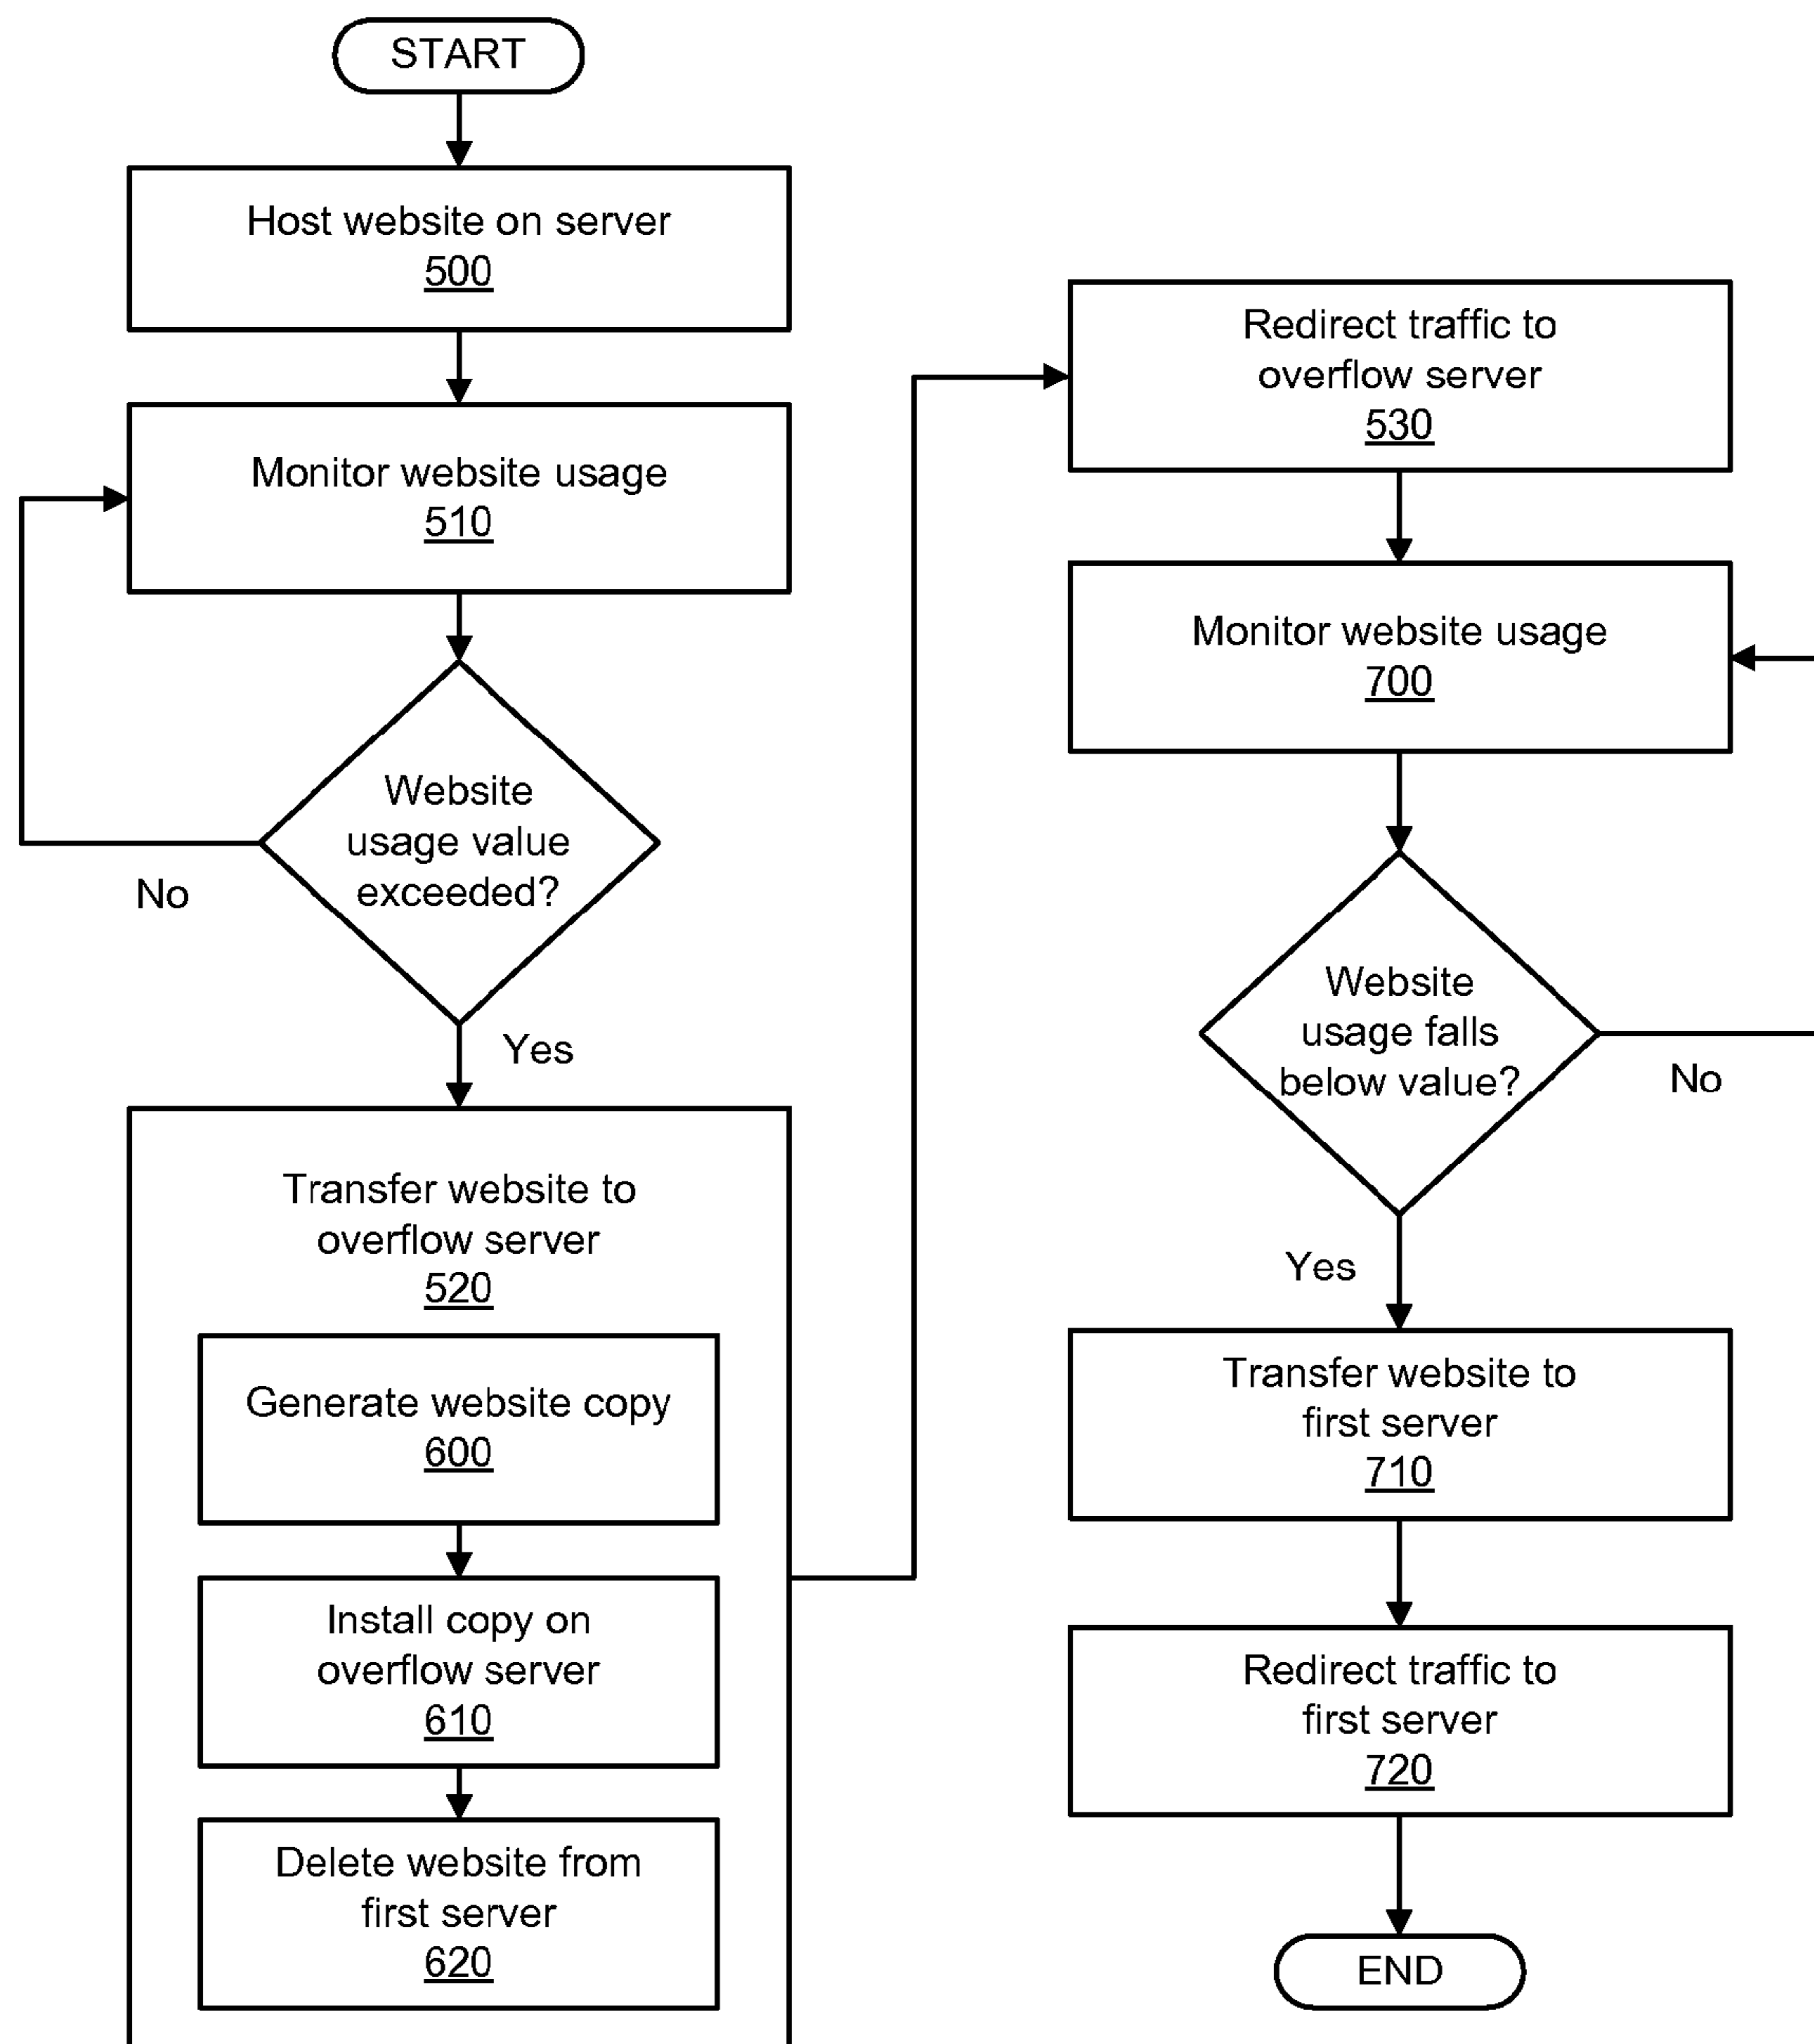 START
Host website on server
500
Monitor website usage
510
Website
usage value
exceeded?
No
Yes
Transfer website to
overflow server
520
Generate website copy
600
Install copy on
overflow server
610
Delete website from
first server
620
Redirect traffic to
overflow server
530
Monitor website usage
700
Website
usage falls
below value?
No
Yes
Transfer website to
first server
710
Redirect traffic to
first server
720
END